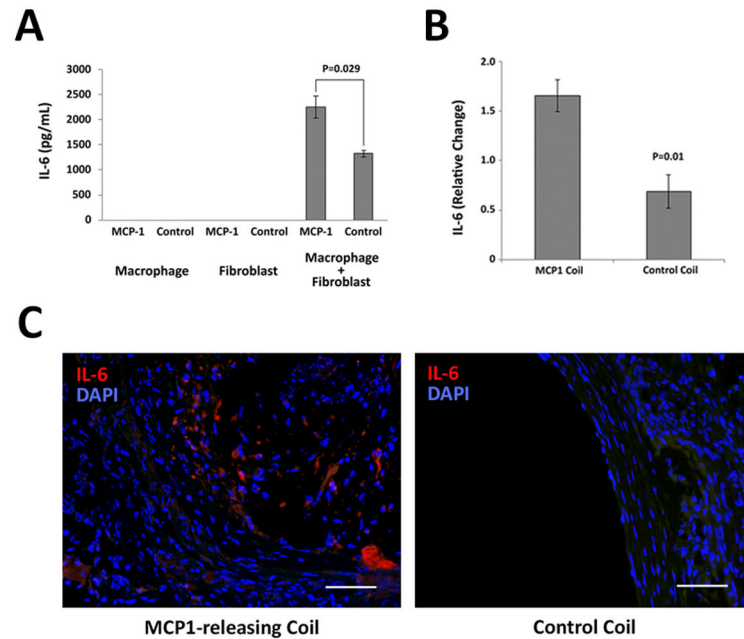 A
IL-6 (pg/mL)
3000
2500
2000
1500
1000
500
0
P=0.029
MCP-1 Control MCP-1 Control MCP-1 Control
Macrophage Fibroblast Macrophage
+
Fibroblast
B
IL-6 (Relative Change)
2.0
1.5
1.0
0.5
0
P=0.01
MCP1 Coil Control Coil
C
IL-6
DAPI
MCP1-releasing Coil
IL-6
DAPI
Control Coil